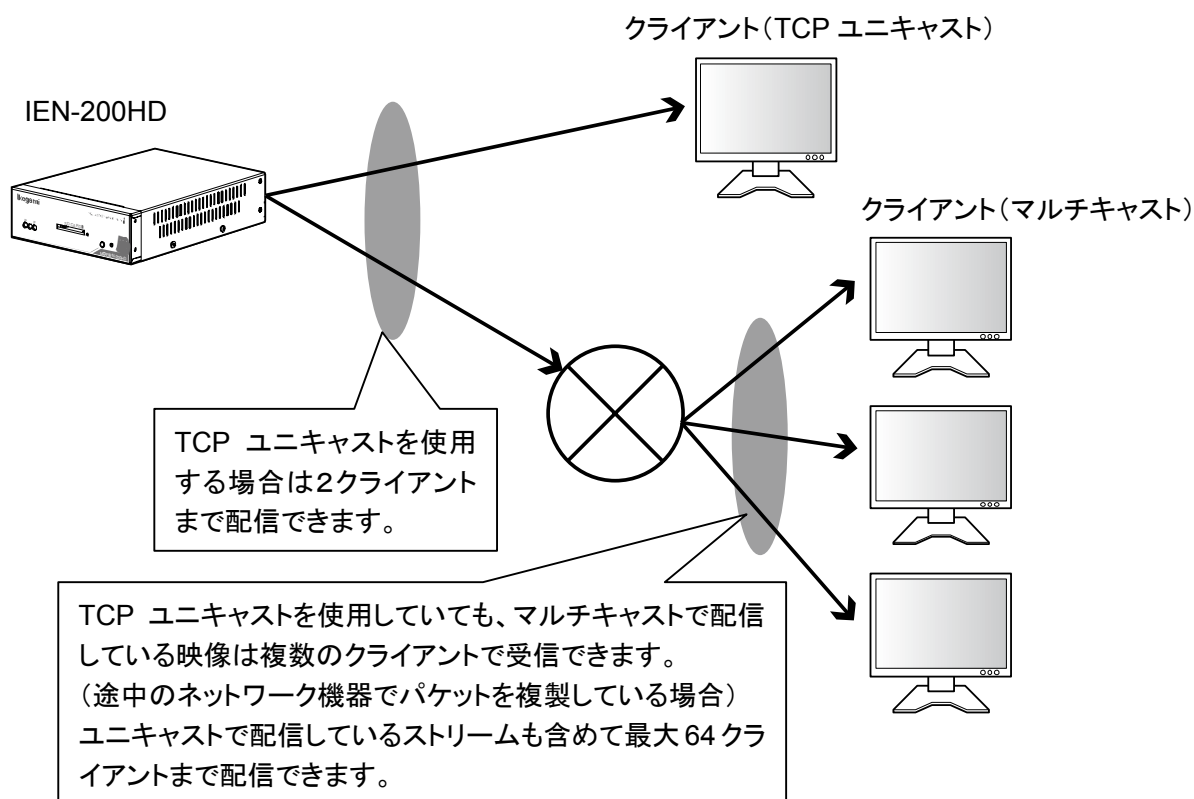 クライアント（TCP ユニキャスト）
IEN-200HD
Ikegami
クライアント（マルチキャスト）
TCP ユニキャストを使用
する場合は2クライアント
まで配信できます。
TCP ユニキャストを使用していても、マルチキャストで配信
している映像は複数のクライアントで受信できます。
（途中のネットワーク機器でパケットを複製している場合）
ユニキャストで配信しているストリームも含めて最大 64 クラ
イアントまで配信できます。